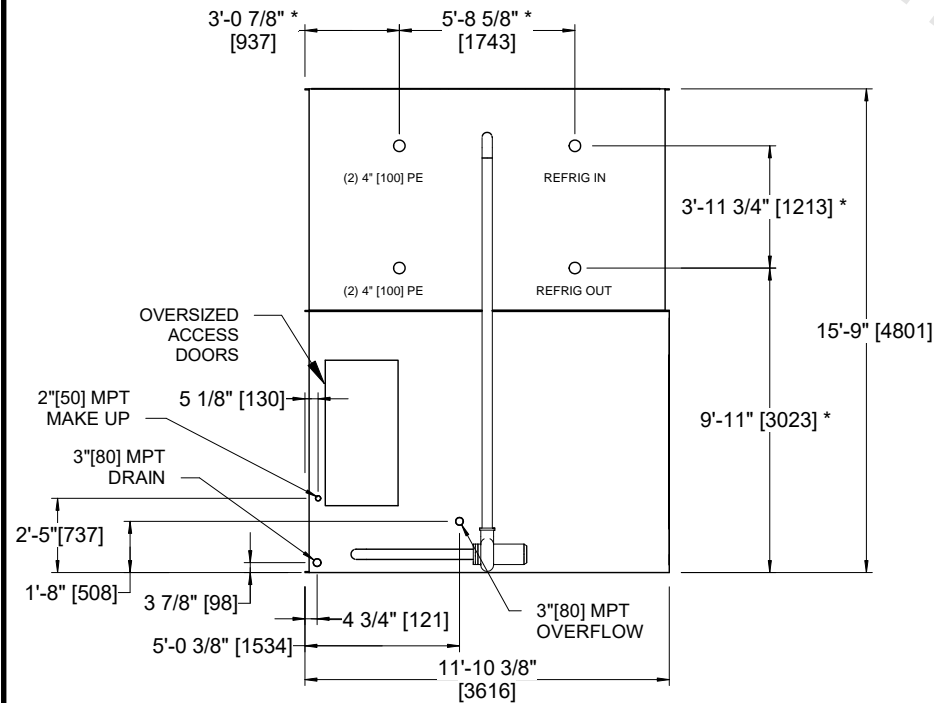 3'-0 7/8" *
[937]
5'-8 5/8" *
[1743]
(2) 4" [100] PE
REFRIG IN
3'-11 3/4" [1213] *
(2) 4" [100] PE
REFRIG OUT
OVERSIZED
ACCESS
DOORS
15'-9" [4801]
5 1/8" [130]
2"[50] MPT
MAKE UP
9'-11" [3023] *
3"[80] MPT
DRAIN
2'-5"[737]
1'-8" [508]
3 7/8" [98]
4 3/4" [121]
3"[80] MPT
OVERFLOW
5'-0 3/8" [1534]
11'-10 3/8"
[3616]